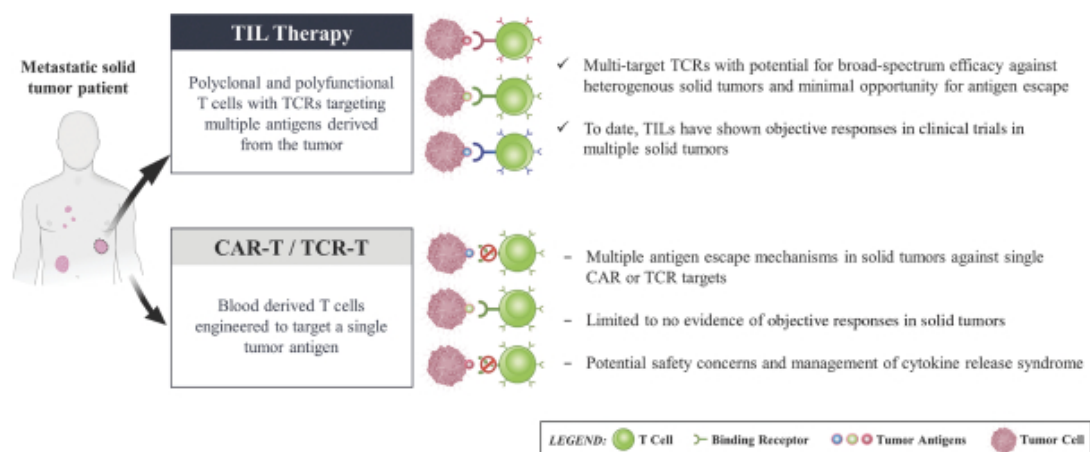 Metastatic solid
tumor patient
TIL Therapy
Polyclonal and polyfunctional
T cells with TCRs targeting
multiple antigens derived
from the tumor
✓ Multi-target TCRs with potential for broad-spectrum efficacy against
heterogenous solid tumors and minimal opportunity for antigen escape
✓ To date, TILs have shown objective responses in clinical trials in
multiple solid tumors
CAR-T / TCR-T
Blood derived T cells
engineered to target a single
tumor antigen
– Multiple antigen escape mechanisms in solid tumors against single
CAR or TCR targets
– Limited to no evidence of objective responses in solid tumors
– Potential safety concerns and management of cytokine release syndrome
LEGEND: T Cell Binding Receptor Tumor Antigens Tumor Cell